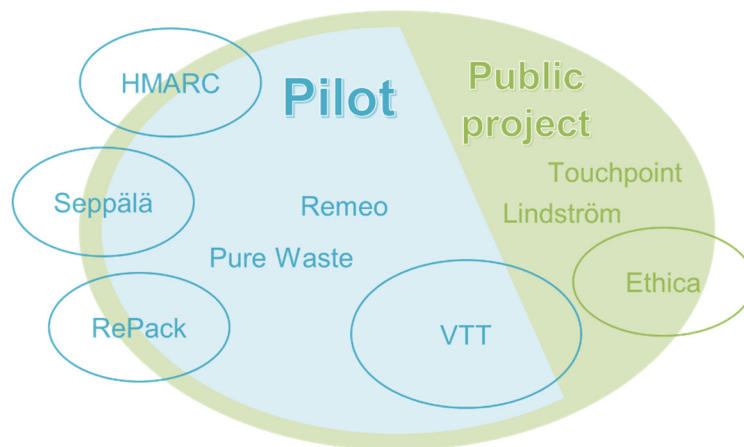 HMARC
Pilot
Public
project
Touchpoint
Seppälä
Remeo
Lindström
Pure Waste
Ethica
RePack
VTT